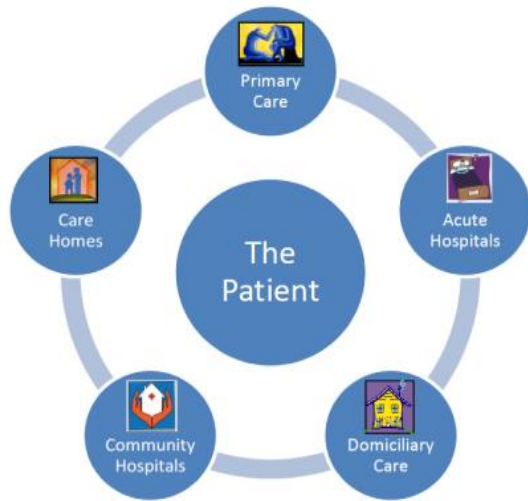 Primary
Care
Acute
Hospitals
Domiciliary
Care
Community
Hospitals
Care
Homes
The
Patient